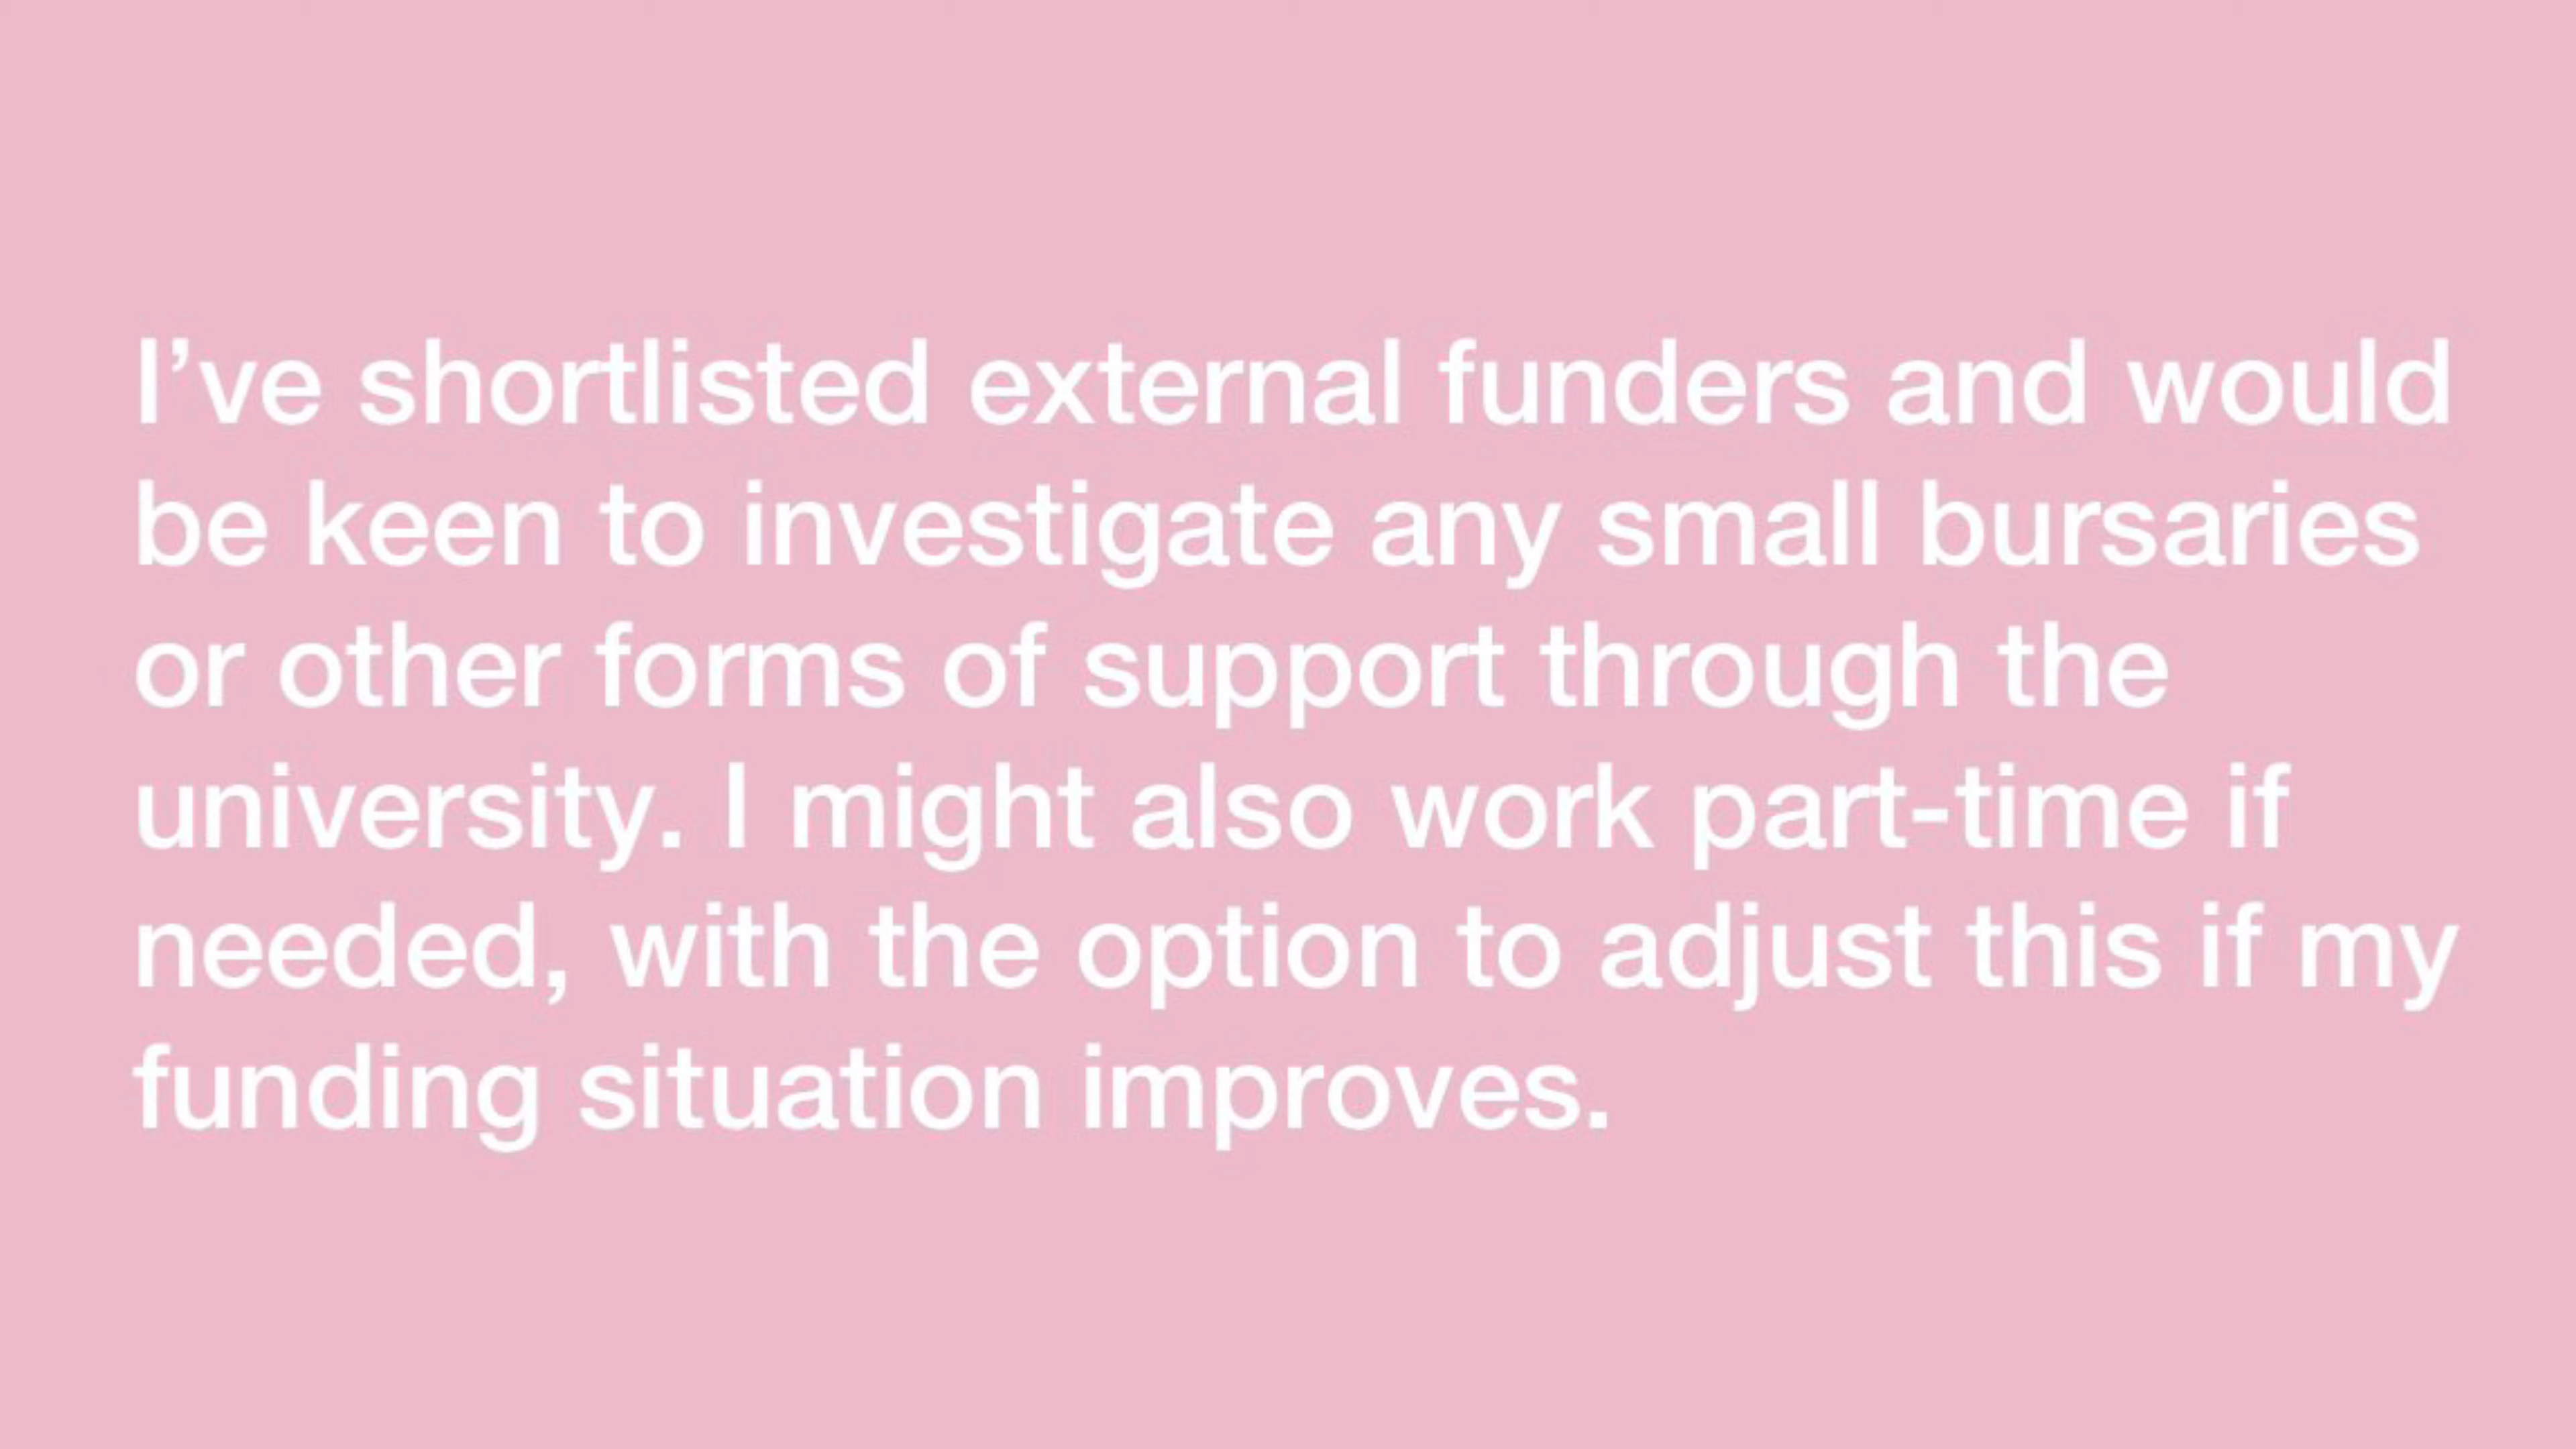 I’ve shortlisted external funders and would
be keen to investigate any small bursaries
or other forms of support through the
university. I might also work part-time if
needed, with the option to adjust this if my
funding situation improves.